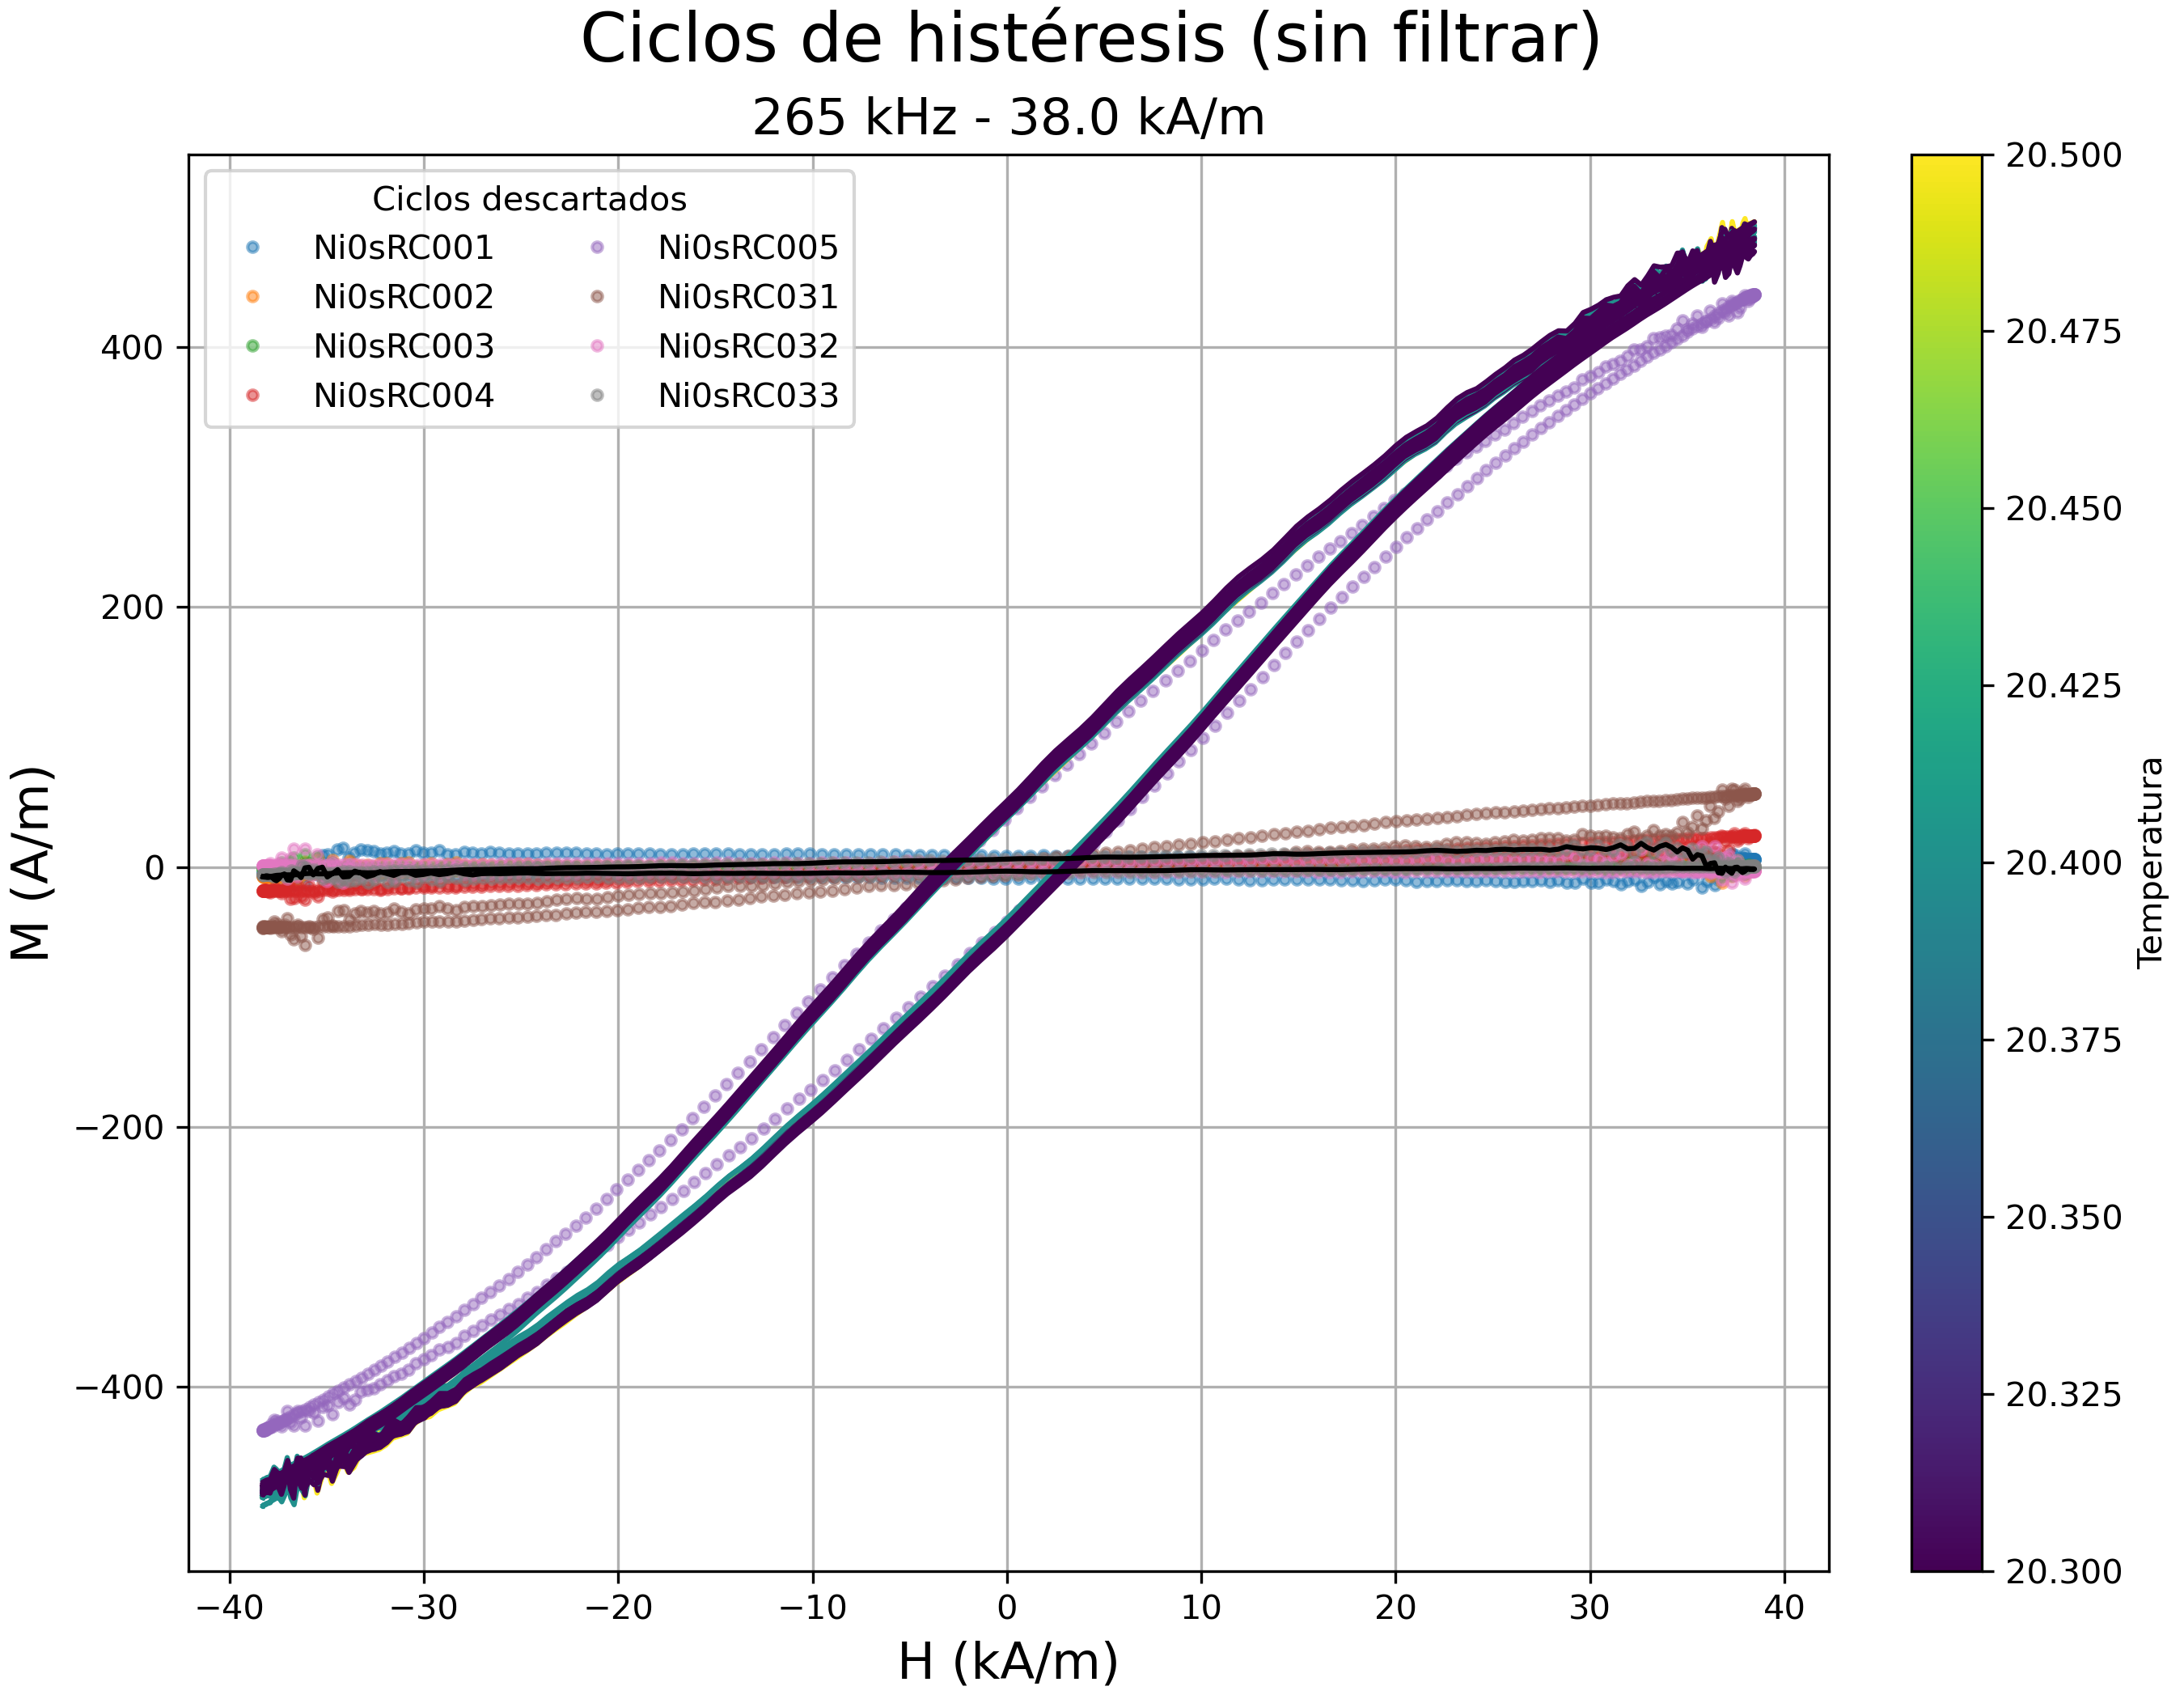 Ciclos de histéresis (sin filtrar)
265 kHz - 38.0 kA/m
Ciclos descartados
Ni0sRC001
Ni0sRC002
Ni0sRC003
Ni0sRC004
Ni0sRC005
Ni0sRC031
Ni0sRC032
Ni0sRC033
400
200
0
−200
−400
M (A/m)
−40 −30 −20 −10 0 10 20 30 40
H (kA/m)
20.500
20.475
20.450
20.425
20.400
20.375
20.350
20.325
20.300
Temperatura